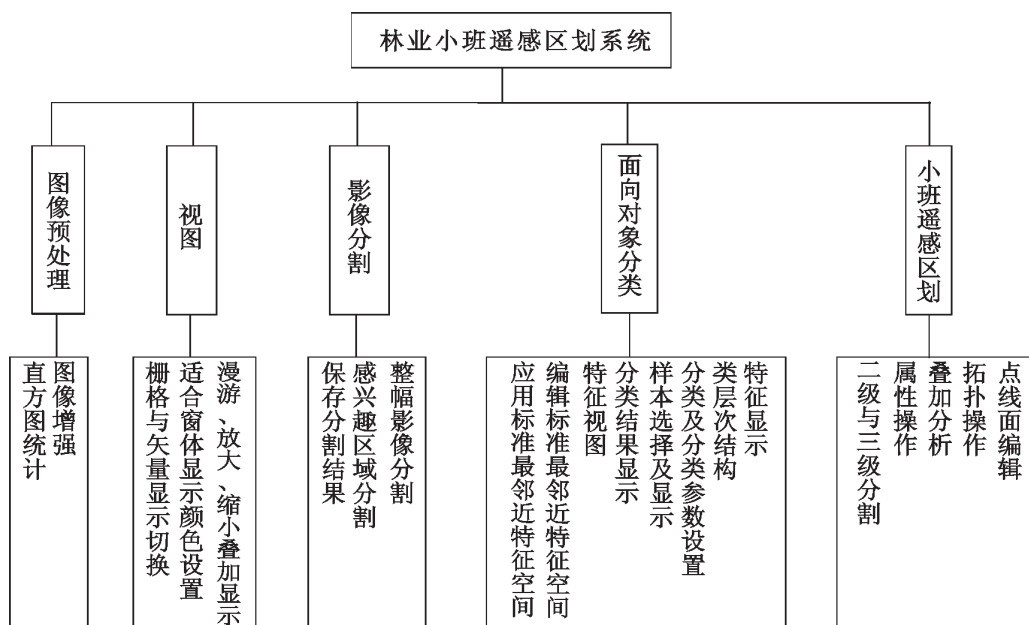 林业小班遥感区划系统
图像预处理
视图
影像分割
面向对象分类
小班遥感区划
图像增强
直方图统计
漫游、放大、缩小叠加显示
适合窗体显示颜色设置
栅格与矢量显示切换
整幅影像分割
感兴趣区域分割
保存分割结果
特征显示
类层次结构
分类及分类参数设置
样本选择及显示
分类结果显示
特征视图
编辑标准最邻近特征空间
应用标准最邻近特征空间
点线面编辑
拓扑操作
叠加分析
属性操作
二级与三级分割